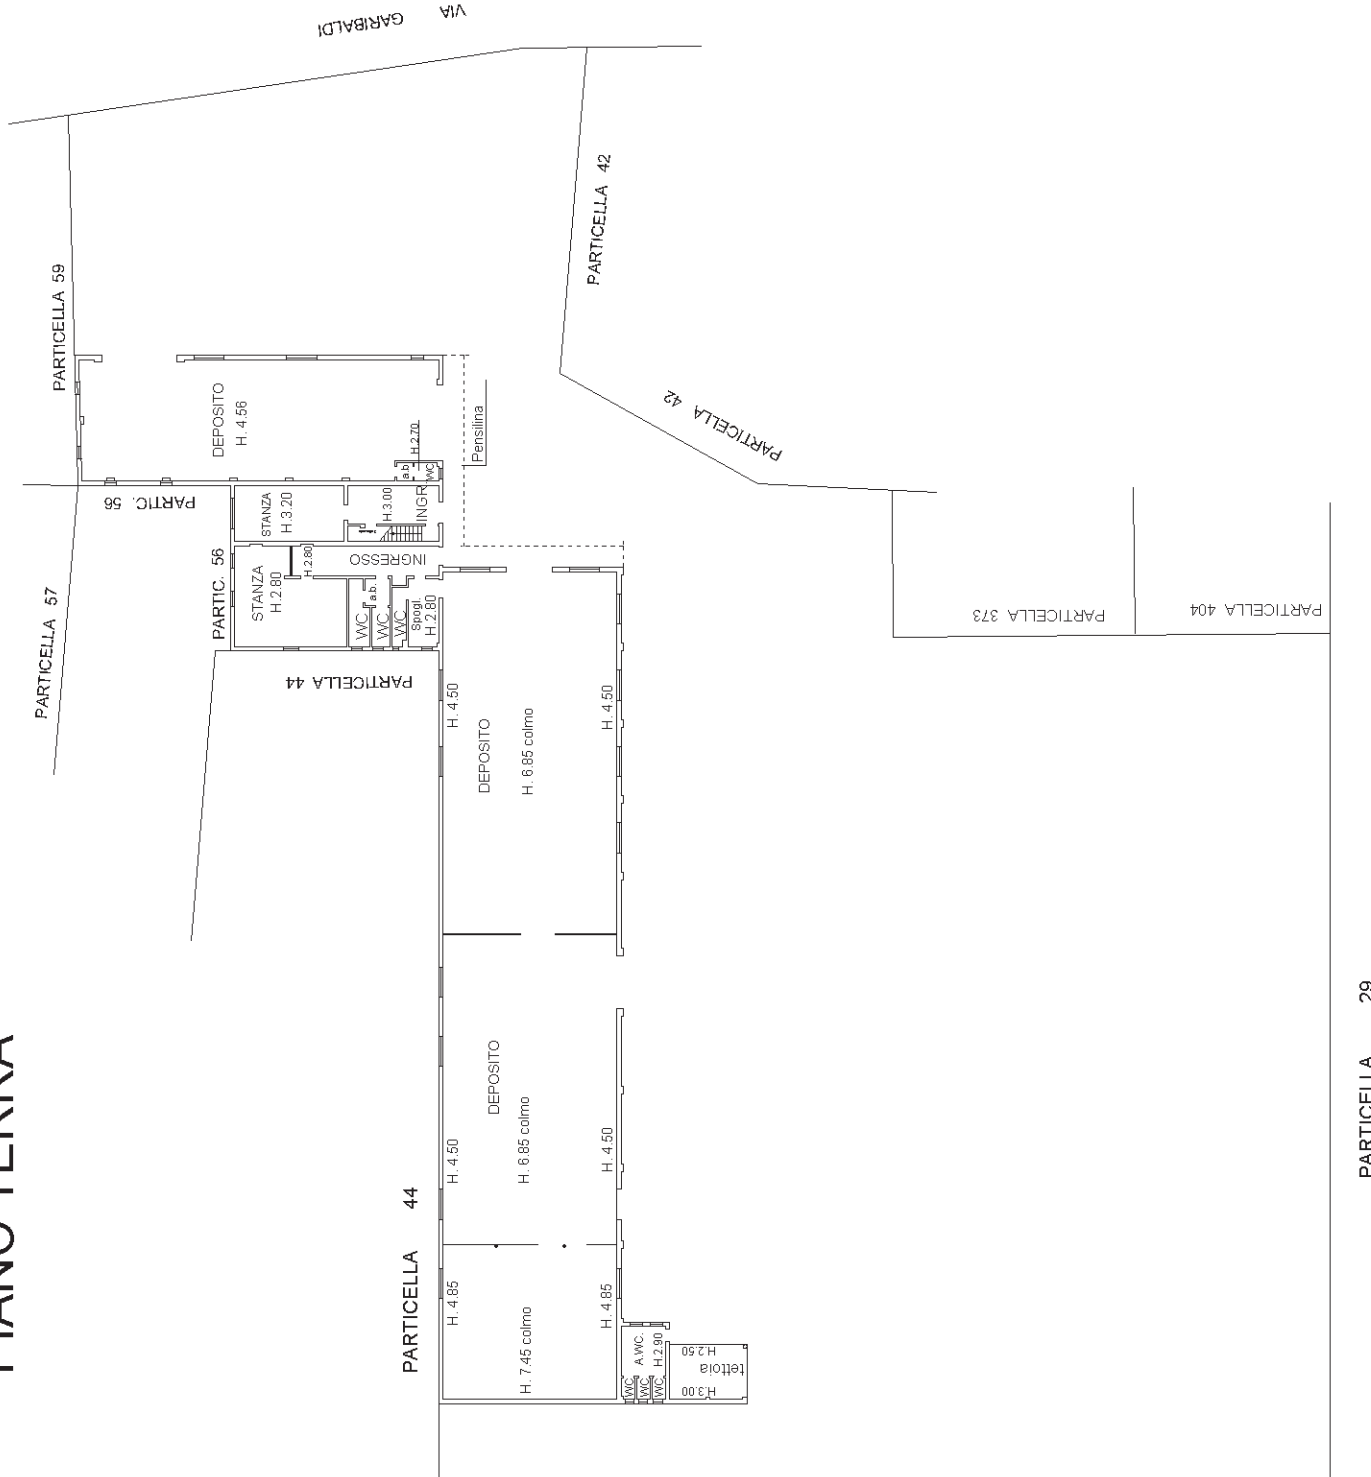 VIA GARIBALDI
PARTICELLA 42
PARTICELLA 59
DEPOSITO
H. 4.56
PARTICELLA 42
Pensilina
H.2.70
a.b.
WC
PARTIC. 56
STANZA
H.3.20
H.3.00
INGR.
PARTIC. 56
STANZA
H.2.80
H.2.80
INGRESSO
PARTICELLA 57
WC
WC
WC
a.b.
Spogl.
H.2.80
PARTICELLA 373
PARTICELLA 404
PARTICELLA 44
H. 4.50
DEPOSITO
H. 6.85 colmo
H. 4.50
PIANO TERRA
PARTICELLA 29
DEPOSITO
H. 4.50
H. 6.85 colmo
H. 4.50
PARTICELLA 44
H. 4.85
H. 7.45 colmo
H. 4.85
A.WC.
H.2.90
WC
WC
WC
H.2.50
tettoia
H.3.00